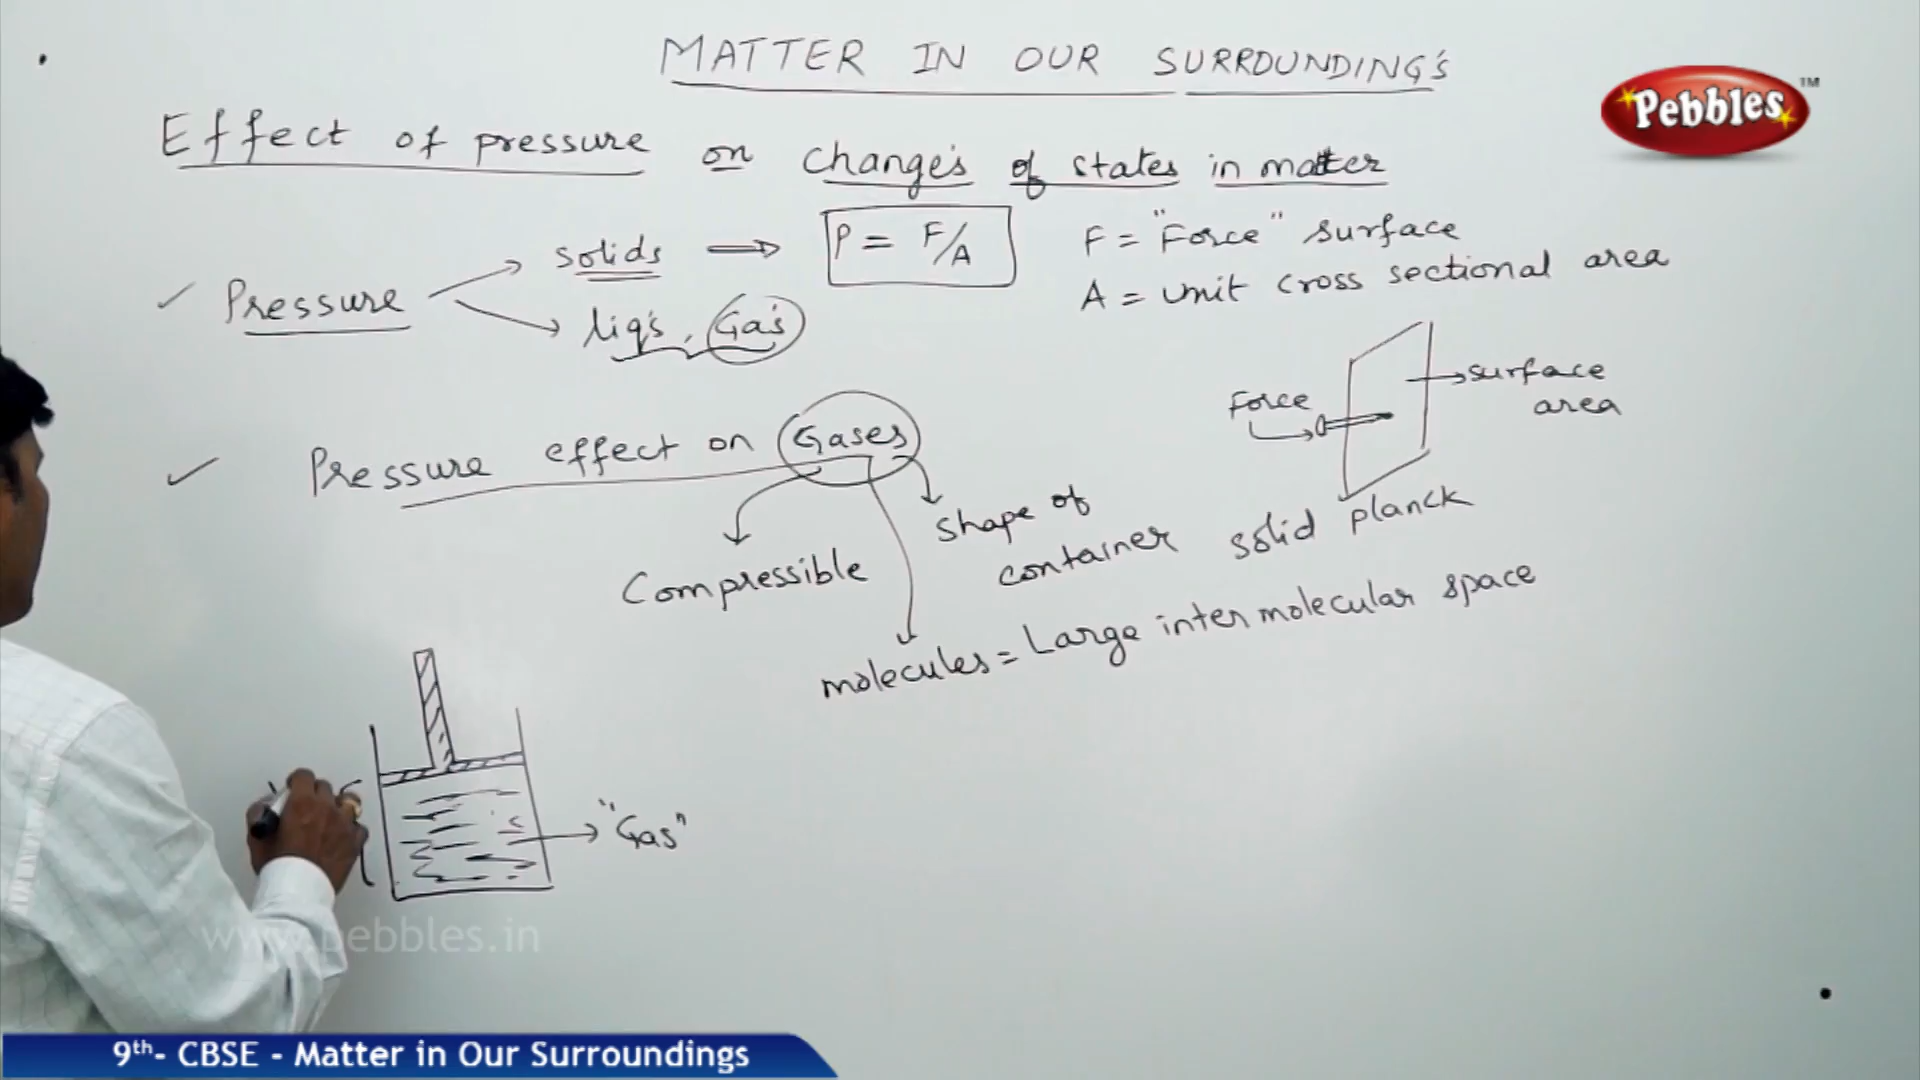 MATTER IN OUR SURROUNDING'S
Pebbles TM
Effect of pressure on change's of states in matter
✓ Pressure
solids ⇒ P = F/A
liq's, Gas's
F = "Force" surface
A = unit cross sectional area
Force
surface
area
solid planck
✓ Pressure effect on Gases
Compressible
Shape of
container
molecules = Large inter molecular space
"Gas"
www.pebbles.in
9th- CBSE - Matter in Our Surroundings